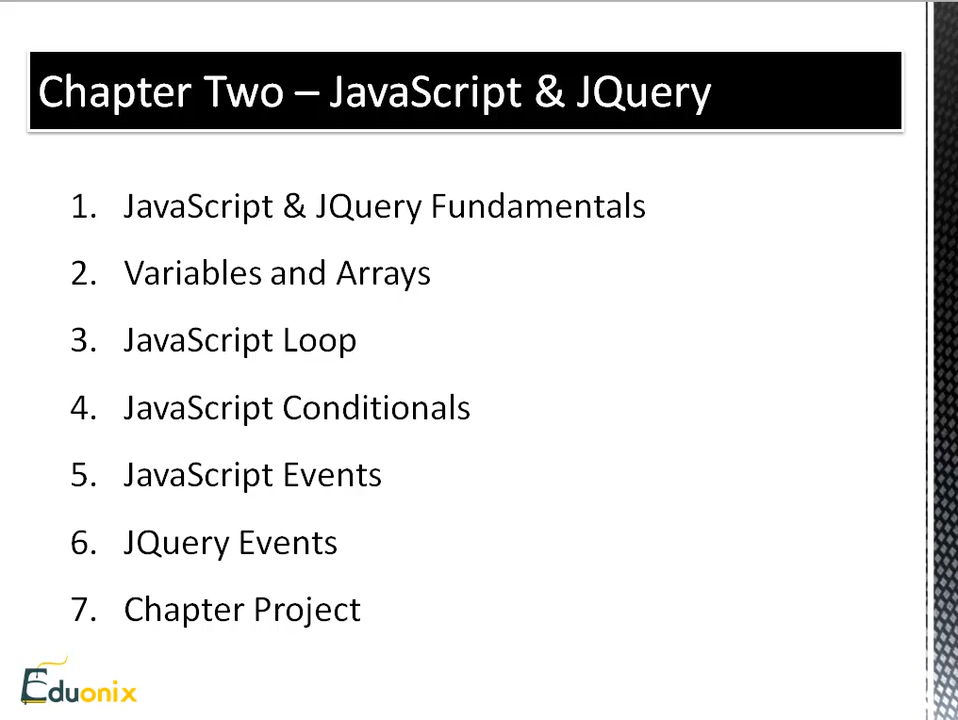 Chapter Two – JavaScript & JQuery
1. JavaScript & JQuery Fundamentals
2. Variables and Arrays
3. JavaScript Loop
4. JavaScript Conditionals
5. JavaScript Events
6. JQuery Events
7. Chapter Project
Eduonix